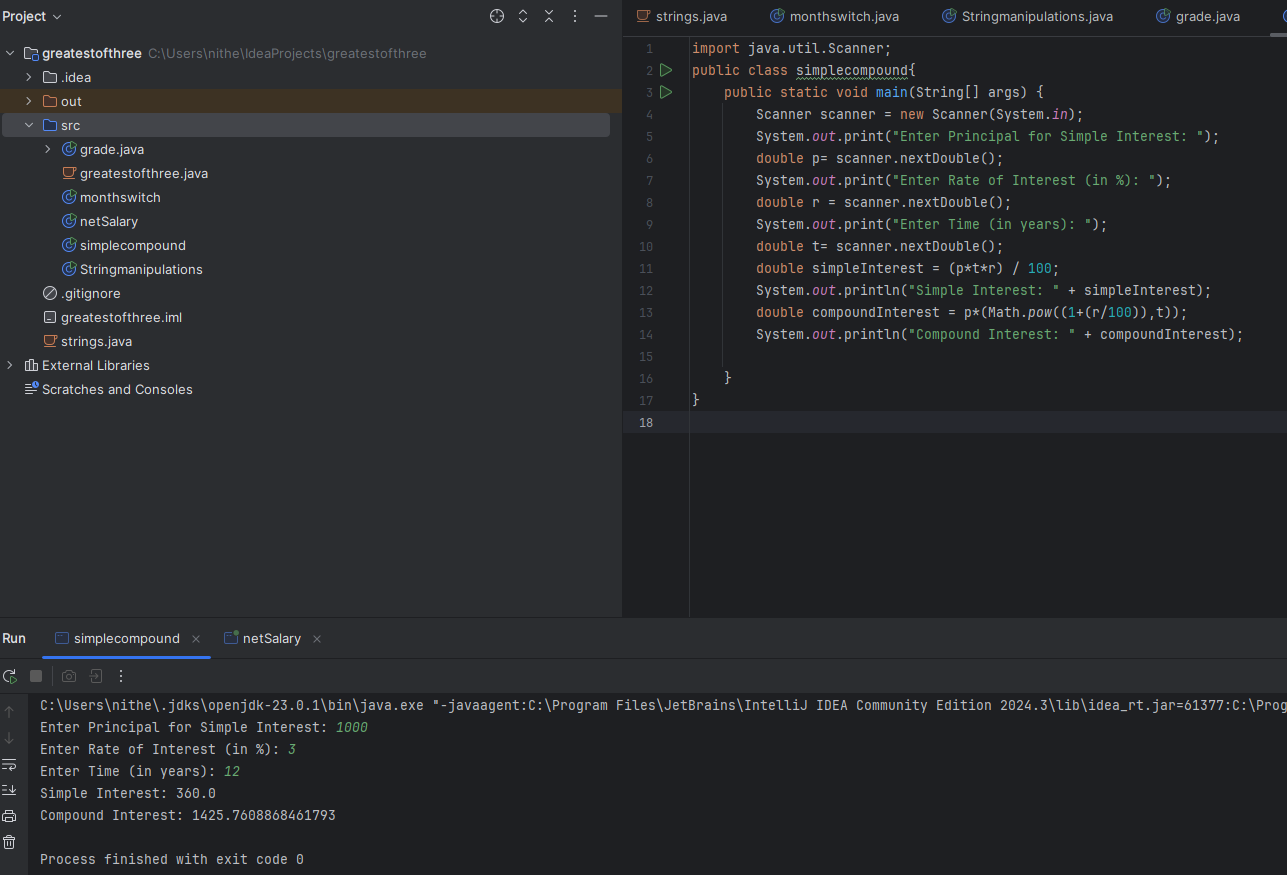 Project
greatestofthree C:\Users\nithe\IdeaProjects\greatestofthree
.idea
out
src
grade.java
greatestofthree.java
monthswitch
netSalary
simplecompound
Stringmanipulations
.gitignore
greatestofthree.iml
strings.java
External Libraries
Scratches and Consoles
strings.java monthswitch.java Stringmanipulations.java grade.java
1 import java.util.Scanner;
2 public class simplecompound{
3 public static void main(String[] args) {
4 Scanner scanner = new Scanner(System.in);
5 System.out.print("Enter Principal for Simple Interest: ");
6 double p= scanner.nextDouble();
7 System.out.print("Enter Rate of Interest (in %): ");
8 double r = scanner.nextDouble();
9 System.out.print("Enter Time (in years): ");
10 double t= scanner.nextDouble();
11 double simpleInterest = (p*t*r) / 100;
12 System.out.println("Simple Interest: " + simpleInterest);
13 double compoundInterest = p*(Math.pow((1+(r/100)),t));
14 System.out.println("Compound Interest: " + compoundInterest);
15
16 }
17 }
18
Run simplecompound netSalary
C:\Users\nithe\.jdks\openjdk-23.0.1\bin\java.exe "-javaagent:C:\Program Files\JetBrains\IntelliJ IDEA Community Edition 2024.3\lib\idea_rt.jar=61377:C:\Prog
Enter Principal for Simple Interest: 1000
Enter Rate of Interest (in %): 3
Enter Time (in years): 12
Simple Interest: 360.0
Compound Interest: 1425.7608868461793
Process finished with exit code 0